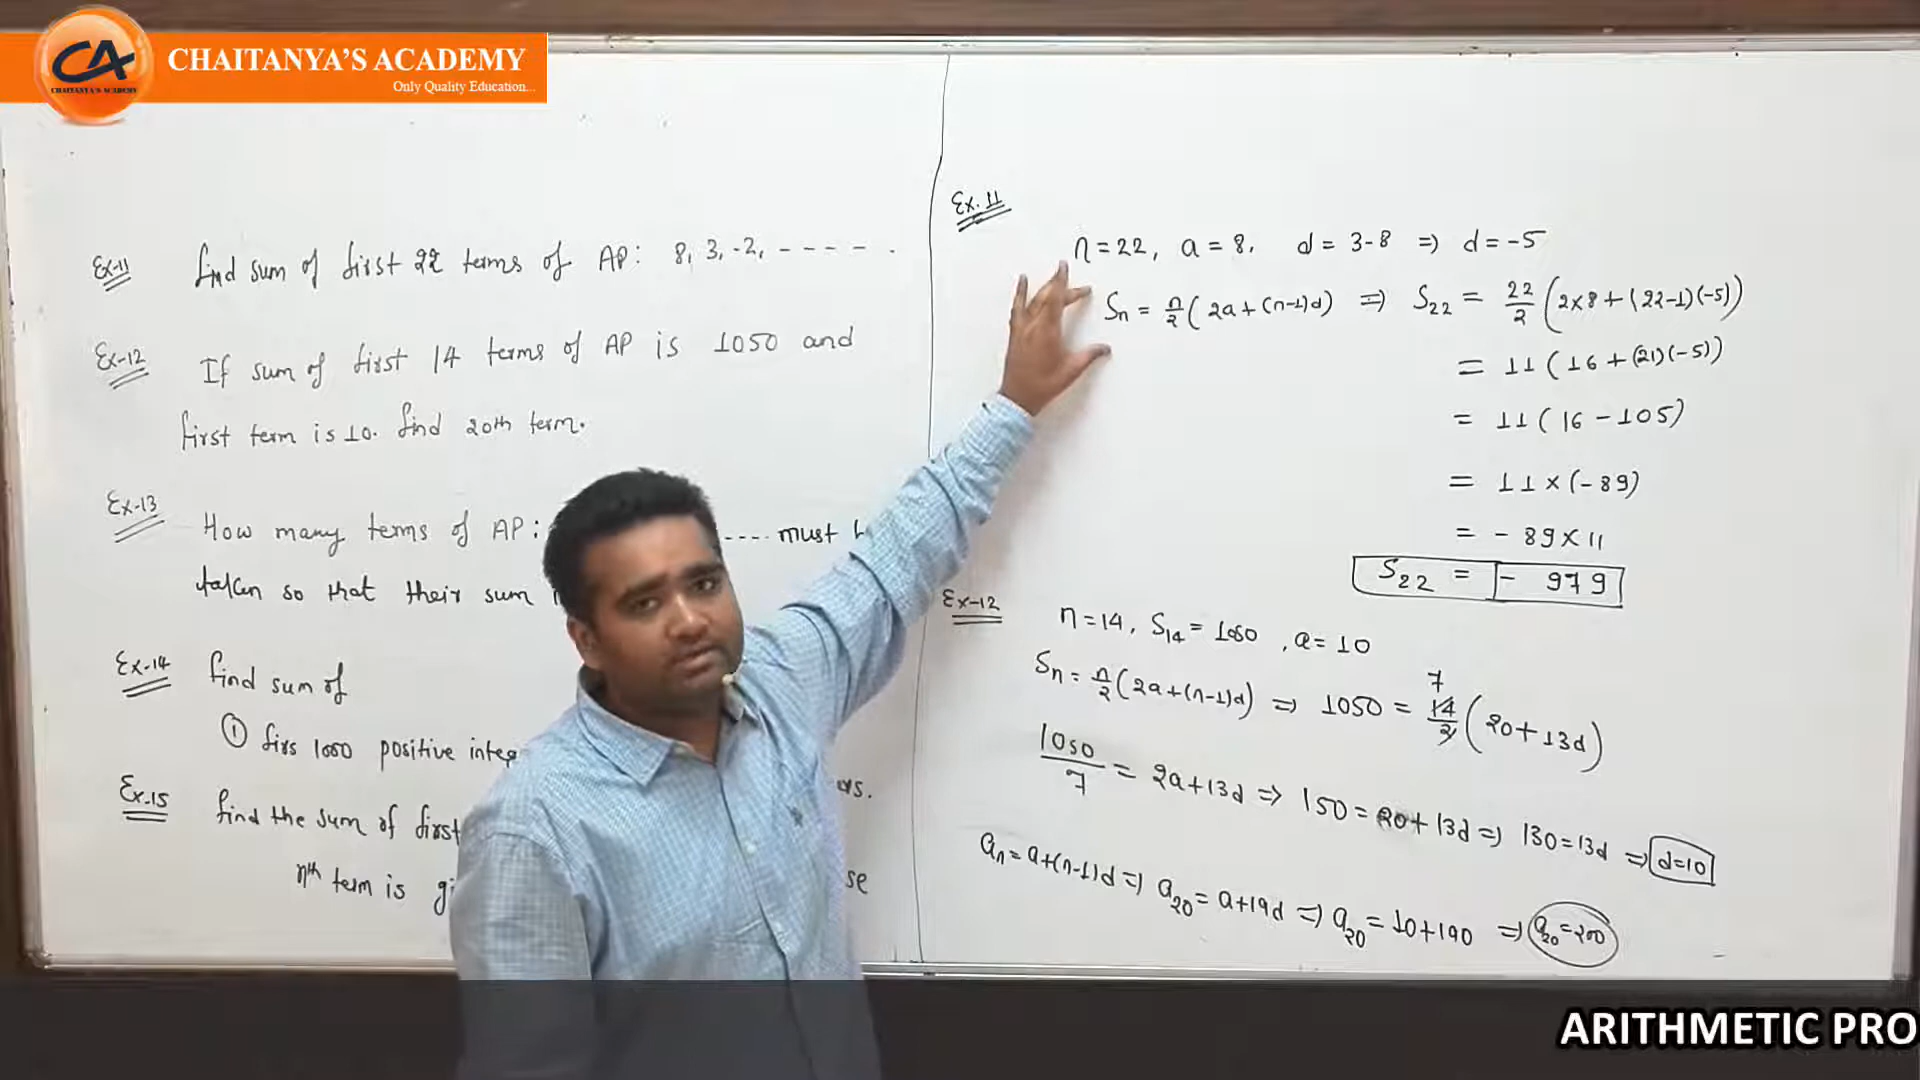 CA
CHAITANYA'S ACADEMY
CHAITANYA'S ACADEMY
Only Quality Education...
Ex-11 find sum of first 22 terms of AP: 8, 3, -2, - - - - - .
Ex-12 If sum of first 14 terms of AP is 1050 and
first term is 10. find 20th term.
Ex-13 How many terms of AP: ---- must
taken so that their sum
Ex-14 find sum of
① firs 1000 positive
Ex.15 find the sum of first
nth term is
Ex. 11
n = 22, a = 8, d = 3-8 => d = -5
Sn = n/2 (2a+(n-1)d) => S22 = 22/2 (2×8+(22-1)(-5))
= 11 (16 + (21)(-5))
= 11 ( 16 - 105)
= 11 × (-89)
= - 89 × 11
S22 = - 979
Ex-12 n = 14, S14 = 1050, a = 10
Sn = n/2 (2a+(n-1)d) => 1050 = 14/2 (20+13d)
7
1050/7 = 2a+13d => 150 = 20+13d => 130 = 13d => d=10
an = a+(n-1)d => a20 = a+19d => a20 = 10+190 => a20 = 200
ARITHMETIC PRO